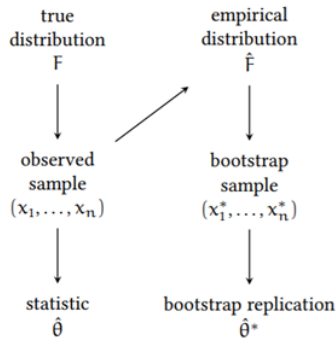 true
distribution
F
empirical
distribution
F̂
observed
sample
(x₁, . . . , xₙ)
bootstrap
sample
(x₁*, . . . , xₙ*)
statistic
θ̂
bootstrap replication
θ̂*